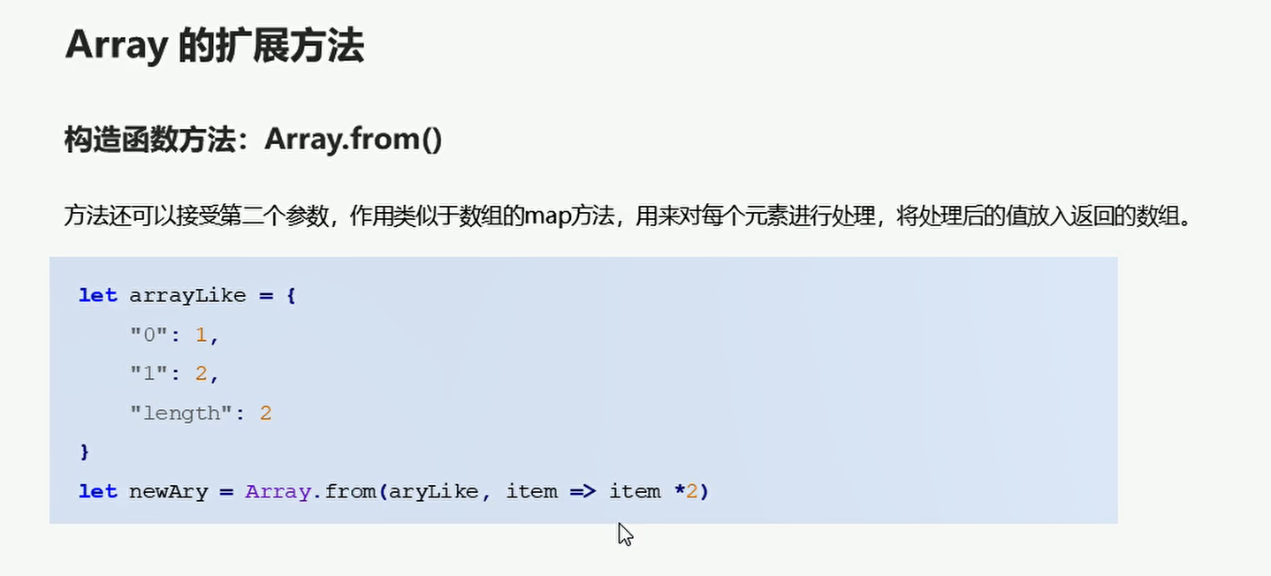 Array 的扩展方法
构造函数方法：Array.from()
方法还可以接受第二个参数，作用类似于数组的map方法，用来对每个元素进行处理，将处理后的值放入返回的数组。
let arrayLike = {
    "0": 1,
    "1": 2,
    "length": 2
}
let newAry = Array.from(aryLike, item => item *2)